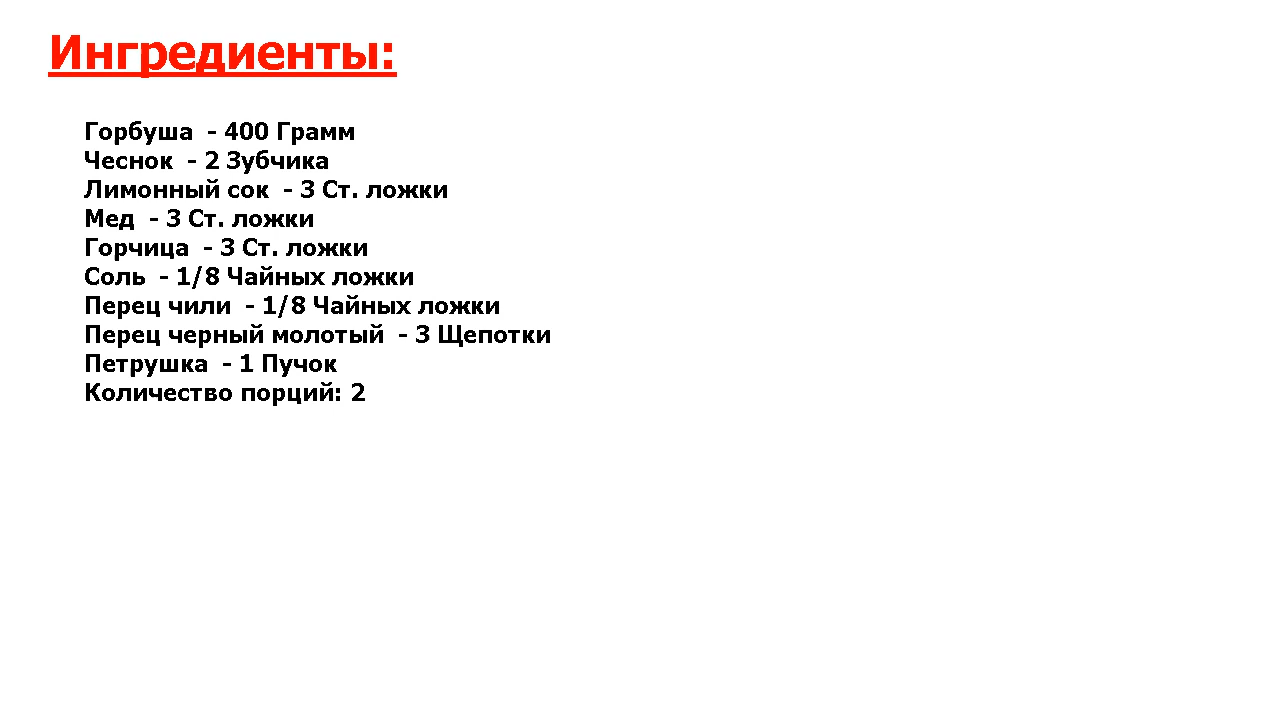 Ингредиенты:
Горбуша - 400 Грамм
Чеснок - 2 Зубчика
Лимонный сок - 3 Ст. ложки
Мед - 3 Ст. ложки
Горчица - 3 Ст. ложки
Соль - 1/8 Чайных ложки
Перец чили - 1/8 Чайных ложки
Перец черный молотый - 3 Щепотки
Петрушка - 1 Пучок
Количество порций: 2